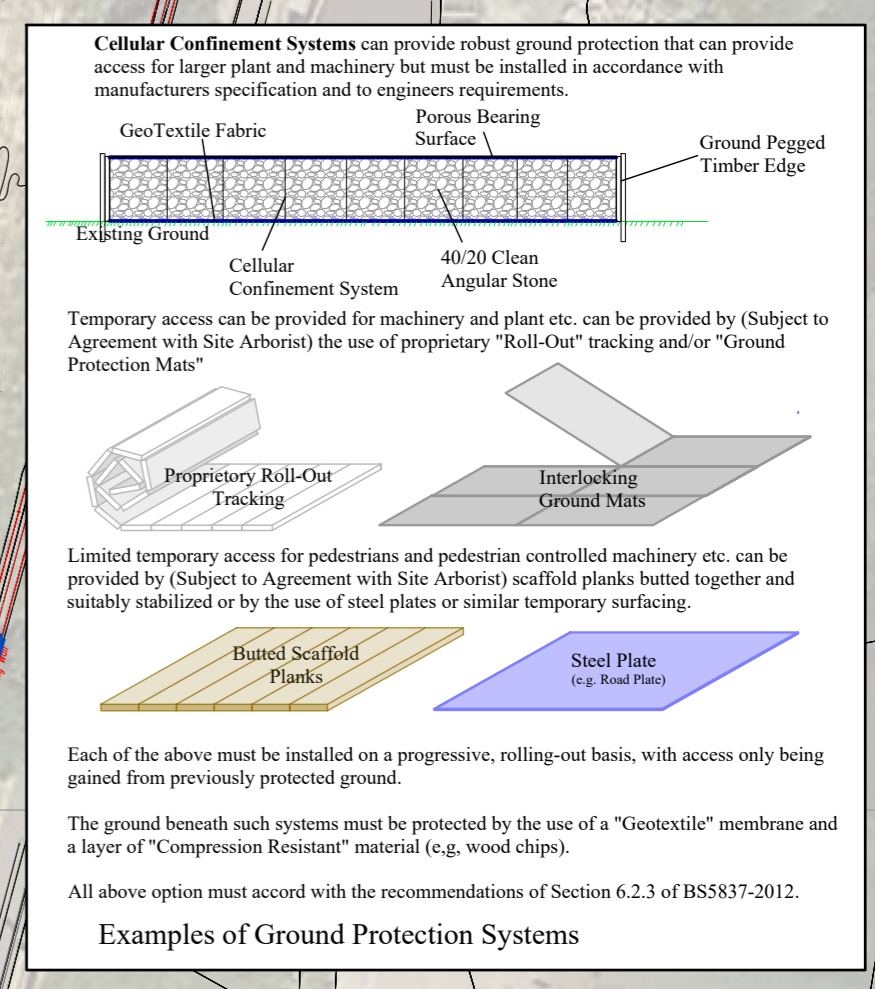 Cellular Confinement Systems can provide robust ground protection that can provide
access for larger plant and machinery but must be installed in accordance with
manufacturers specification and to engineers requirements.
GeoTextile Fabric
Porous Bearing
Surface
Ground Pegged
Timber Edge
Existing Ground
Cellular
Confinement System
40/20 Clean
Angular Stone
Temporary access can be provided for machinery and plant etc. can be provided by (Subject to
Agreement with Site Arborist) the use of proprietary "Roll-Out" tracking and/or "Ground
Protection Mats"
Proprietory Roll-Out
Tracking
Interlocking
Ground Mats
Limited temporary access for pedestrians and pedestrian controlled machinery etc. can be
provided by (Subject to Agreement with Site Arborist) scaffold planks butted together and
suitably stabilized or by the use of steel plates or similar temporary surfacing.
Butted Scaffold
Planks
Steel Plate
(e.g. Road Plate)
Each of the above must be installed on a progressive, rolling-out basis, with access only being
gained from previously protected ground.
The ground beneath such systems must be protected by the use of a "Geotextile" membrane and
a layer of "Compression Resistant" material (e,g, wood chips).
All above option must accord with the recommendations of Section 6.2.3 of BS5837-2012.
Examples of Ground Protection Systems